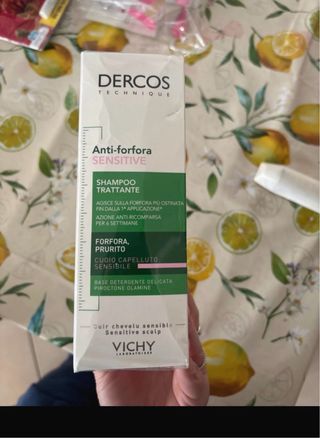 DERCOS
TECHNIQUE
Anti-forfora
SENSITIVE
SHAMPOO
TRATTANTE
AGISCE SULLA FORFORA PIÙ OSTINATA
FIN DALLA 1ª APPLICAZIONE*
AZIONE ANTI-RICOMPARSA
PER 6 SETTIMANE
FORFORA,
PRURITO
CUOIO CAPELLUTO
SENSIBILE
BASE DETERGENTE DELICATA
PIROCTONE OLAMINE
Cuir chevelu sensible
Sensitive scalp
VICHY
LABORATOIRES